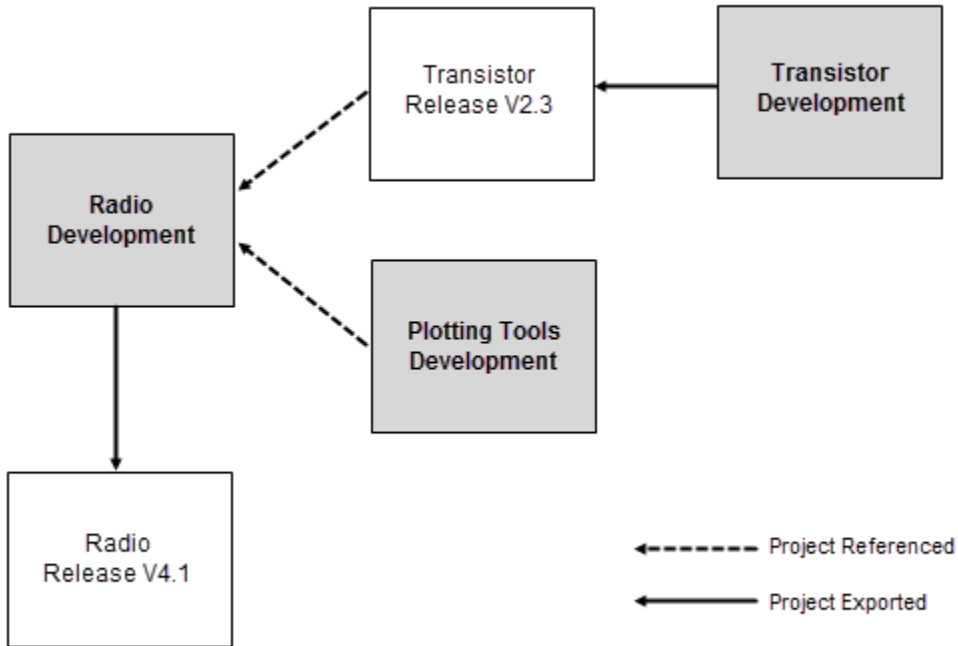 Transistor
Release V2.3
Transistor
Development
Radio
Development
Plotting Tools
Development
Radio
Release V4.1
Project Referenced
Project Exported